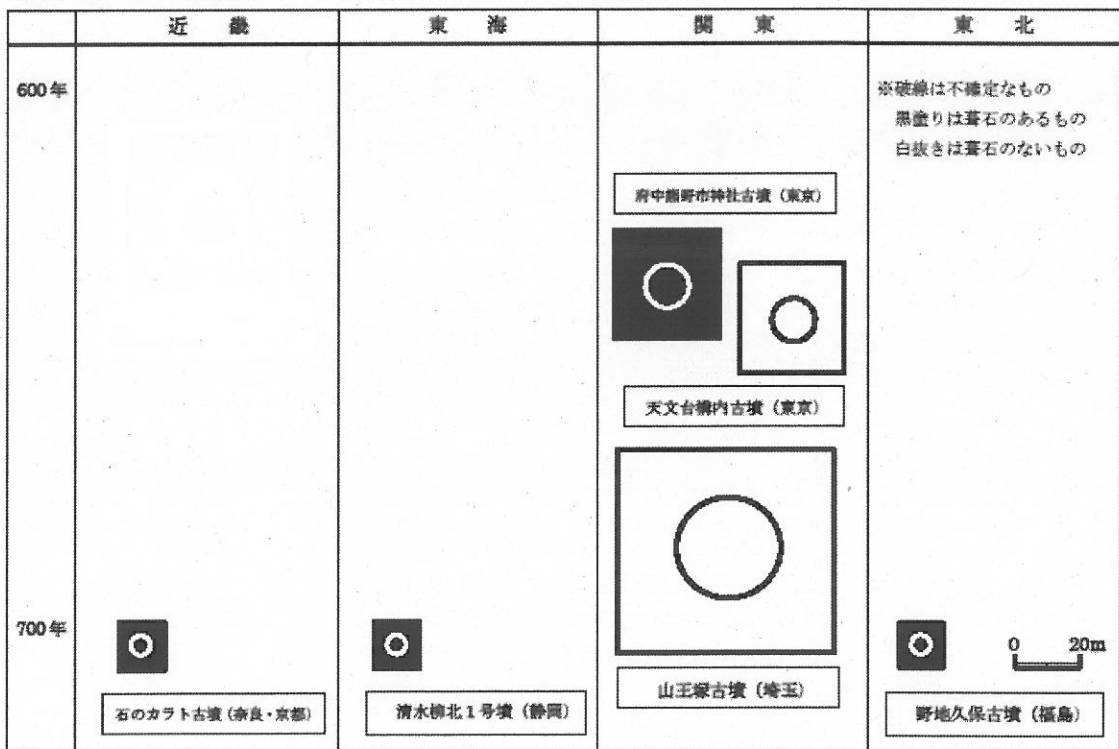 近畿
東海
関東
東北
600年
※破線は不確定なもの
黒塗りは葺石のあるもの
白抜きは葺石のないもの
府中熊野市神社古墳（東京）
天文台構内古墳（東京）
700年
0 20m
石のカラト古墳（奈良・京都）
清水柳北１号墳（静岡）
山王塚古墳（埼玉）
野地久保古墳（福島）